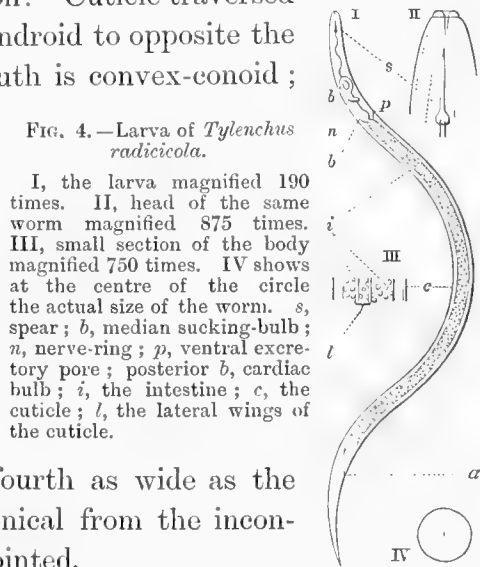 on. Cuticle traversed
ndroid to opposite the
uth is convex-conoid ;
FIG. 4.—Larva of Tylenchus
radicicola.
I, the larva magnified 190
times. II, head of the same
worm magnified 875 times.
III, small section of the body
magnified 750 times. IV shows
at the centre of the circle
the actual size of the worm. s,
spear ; b, median sucking-bulb ;
n, nerve-ring ; p, ventral excre-
tory pore ; posterior b, cardiac
bulb ; i, the intestine ; c, the
cuticle ; l, the lateral wings of
the cuticle.
fourth as wide as the
nical from the incon-
ointed.
I
II
s
b
p
n
b
i
III
c
l
a
IV